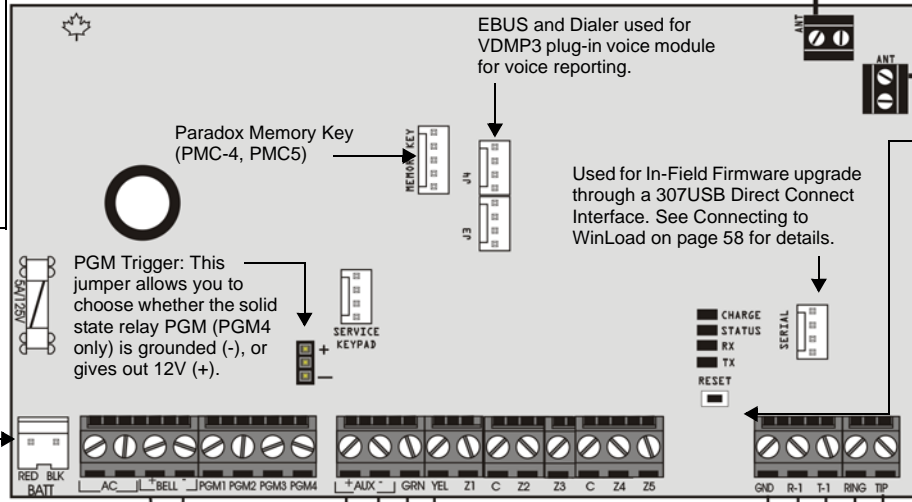 EBUS and Dialer used for
VDMP3 plug-in voice module
for voice reporting.
ANT
ANT
Paradox Memory Key
(PMC-4, PMC5)
MEMORY KEY
J4
J3
Used for In-Field Firmware upgrade
through a 307USB Direct Connect
Interface. See Connecting to
WinLoad on page 58 for details.
5A/125V
PGM Trigger: This
jumper allows you to
choose whether the solid
state relay PGM (PGM4
only) is grounded (-), or
gives out 12V (+).
+
−
SERVICE
KEYPAD
CHARGE
STATUS
RX
TX
RESET
SERIAL
RED BLK
BATT
AC + BELL - PGM1 PGM2 PGM3 PGM4
+ AUX - GRN YEL Z1 C Z2 Z3 C Z4 Z5
GND R-1 T-1 RING TIP